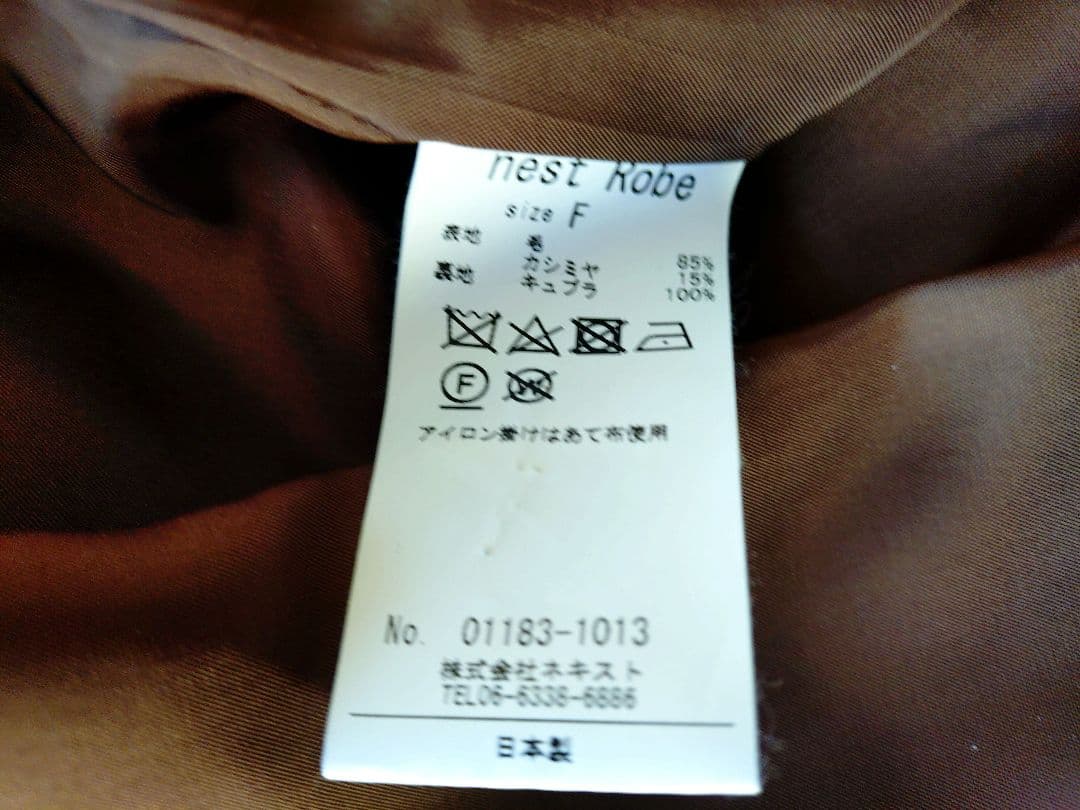 nest Robe
size F
表地 毛 85%
カシミヤ 15%
裏地 キュプラ 100%
F
W
アイロン掛けはあて布使用
No. 01183-1013
株式会社ネキスト
TEL06-6338-6886
日本製